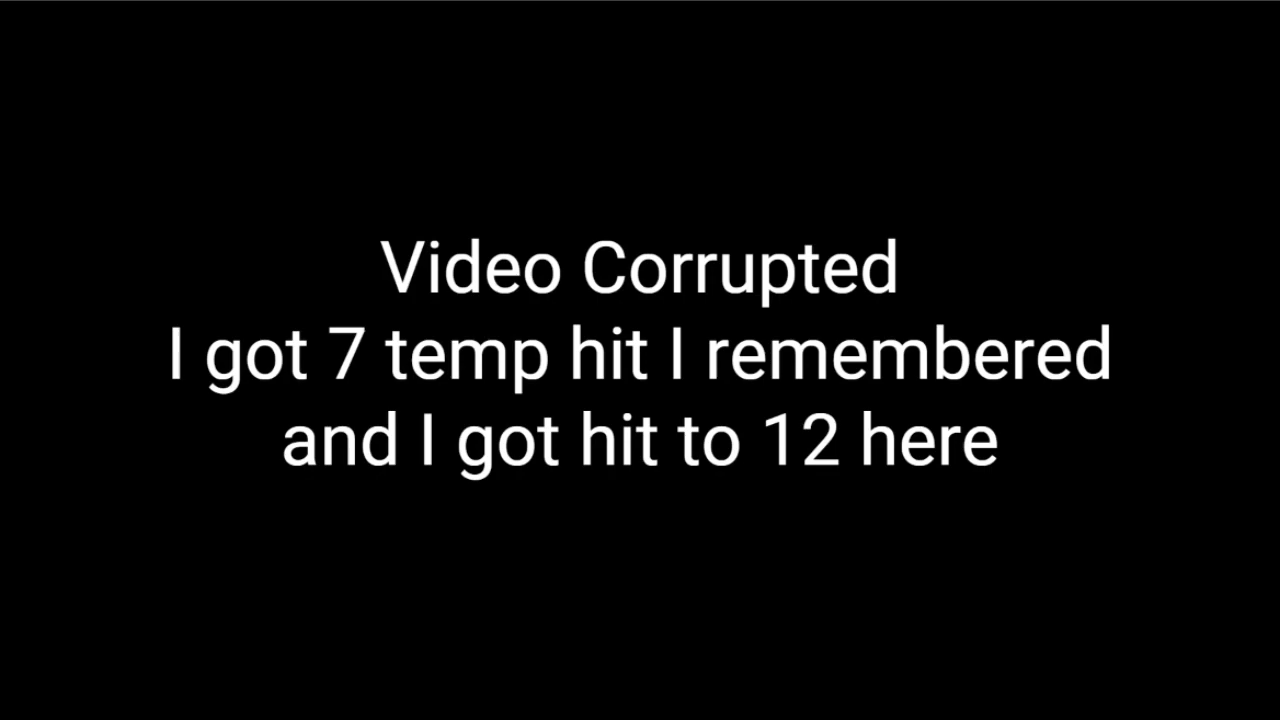 Video Corrupted
I got 7 temp hit I remembered
and I got hit to 12 here